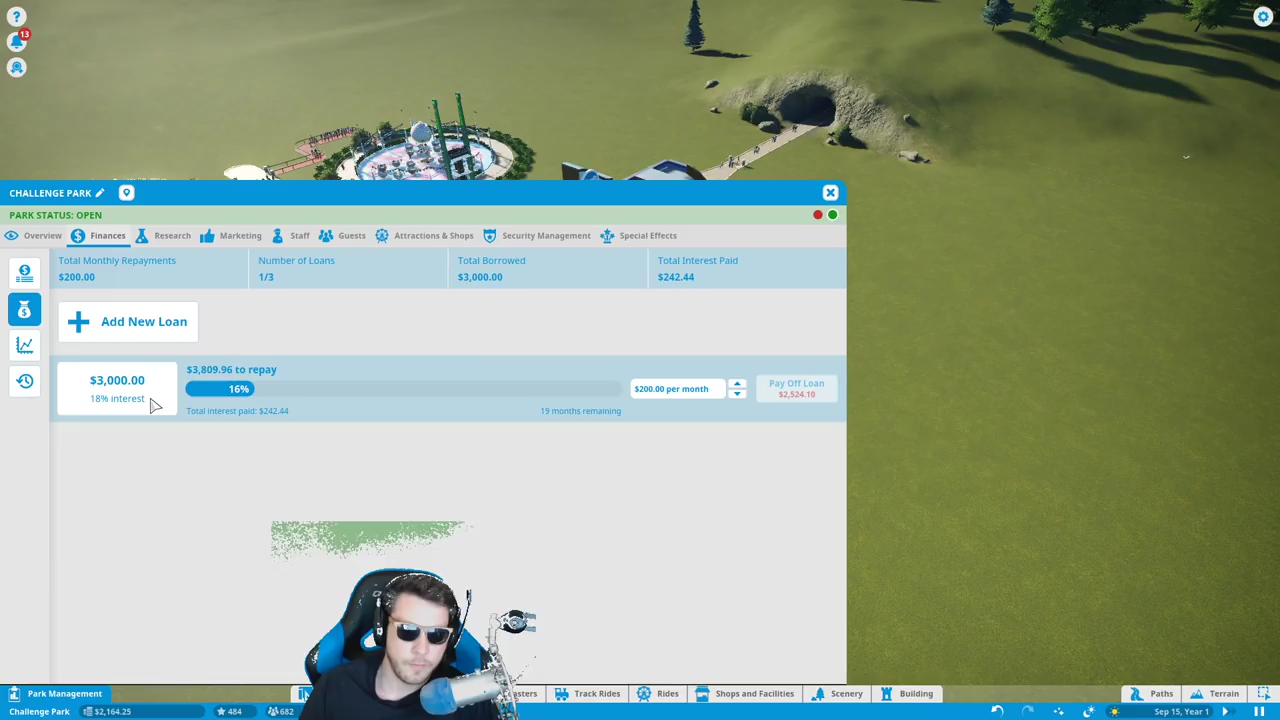 ?
13
CHALLENGE PARK
PARK STATUS: OPEN
Overview
Finances
Research
Marketing
Staff
Guests
Attractions & Shops
Security Management
Special Effects
Total Monthly Repayments
$200.00
Number of Loans
1/3
Total Borrowed
$3,000.00
Total Interest Paid
$242.44
Add New Loan
$3,000.00
18% interest
$3,809.96 to repay
16%
Total interest paid: $242.44
19 months remaining
$200.00 per month
Pay Off Loan
$2,524.10
Park Management
Track Rides
Rides
Shops and Facilities
Scenery
Building
Paths
Terrain
Challenge Park
$2,164.25
484
682
Sep 15, Year 1